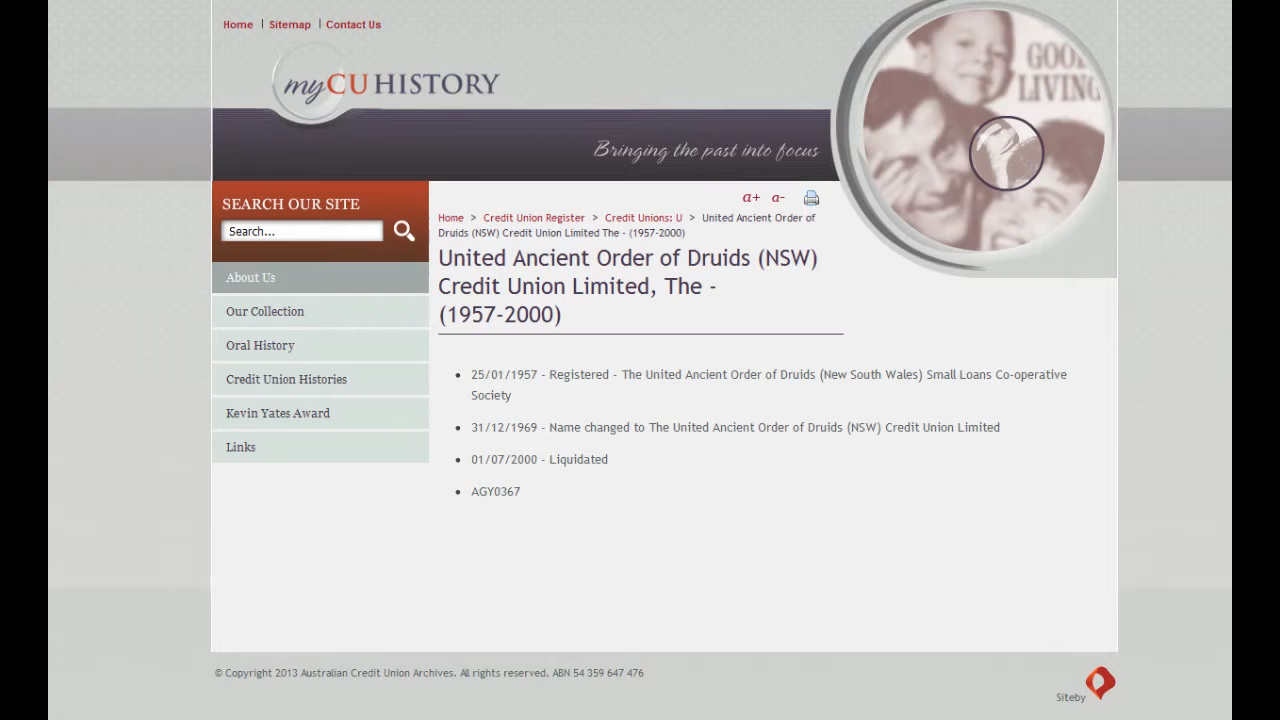 Home | Sitemap | Contact Us
myCU HISTORY
GOOD
LIVING
Bringing the past into focus
SEARCH OUR SITE
Search...
About Us
Our Collection
Oral History
Credit Union Histories
Kevin Yates Award
Links
a+ a-
Home > Credit Union Register > Credit Unions: U > United Ancient Order of
Druids (NSW) Credit Union Limited The - (1957-2000)
United Ancient Order of Druids (NSW)
Credit Union Limited, The -
(1957-2000)
• 25/01/1957 - Registered - The United Ancient Order of Druids (New South Wales) Small Loans Co-operative
Society
• 31/12/1969 - Name changed to The United Ancient Order of Druids (NSW) Credit Union Limited
• 01/07/2000 - Liquidated
• AGY0367
© Copyright 2013 Australian Credit Union Archives. All rights reserved. ABN 54 359 647 476
Siteby